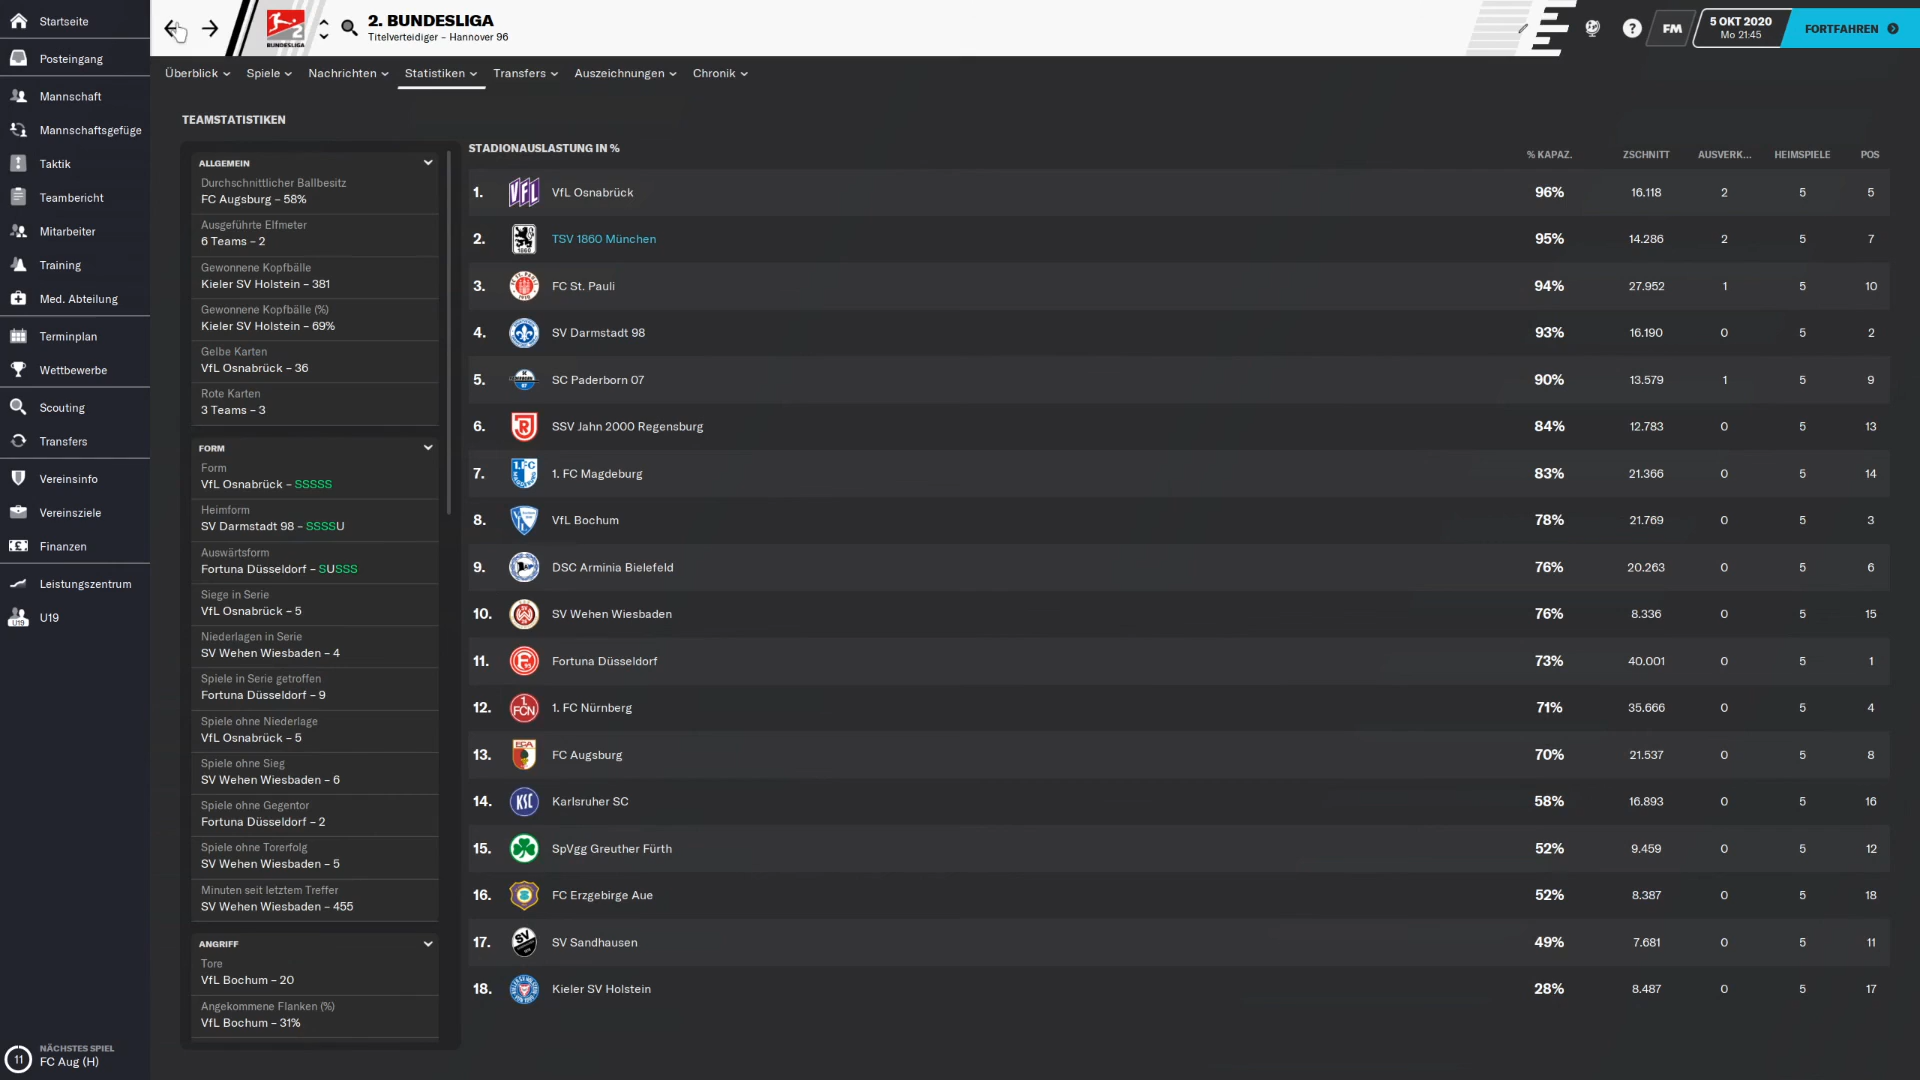 Startseite
Posteingang
Mannschaft
Mannschaftsgefüge
Taktik
Teambericht
Mitarbeiter
Training
Med. Abteilung
Terminplan
Wettbewerbe
Scouting
Transfers
Vereinsinfo
Vereinsziele
Finanzen
Leistungszentrum
U19
11 NÄCHSTES SPIEL
FC Aug (H)
BUNDESLIGA
2. BUNDESLIGA
Titelverteidiger – Hannover 96
? FM
5 OKT 2020
Mo 21:45
FORTFAHREN
Überblick Spiele Nachrichten Statistiken Transfers Auszeichnungen Chronik
TEAMSTATISTIKEN
ALLGEMEIN
Durchschnittlicher Ballbesitz
FC Augsburg – 58%
Ausgeführte Elfmeter
6 Teams – 2
Gewonnene Kopfbälle
Kieler SV Holstein – 381
Gewonnene Kopfbälle (%)
Kieler SV Holstein – 69%
Gelbe Karten
VfL Osnabrück – 36
Rote Karten
3 Teams – 3
FORM
Form
VfL Osnabrück – SSSSS
Heimform
SV Darmstadt 98 – SSSSU
Auswärtsform
Fortuna Düsseldorf – SUSSS
Siege in Serie
VfL Osnabrück – 5
Niederlagen in Serie
SV Wehen Wiesbaden – 4
Spiele in Serie getroffen
Fortuna Düsseldorf – 9
Spiele ohne Niederlage
VfL Osnabrück – 5
Spiele ohne Sieg
SV Wehen Wiesbaden – 6
Spiele ohne Gegentor
Fortuna Düsseldorf – 2
Spiele ohne Torerfolg
SV Wehen Wiesbaden – 5
Minuten seit letztem Treffer
SV Wehen Wiesbaden – 455
ANGRIFF
Tore
VfL Bochum – 20
Angekommene Flanken (%)
VfL Bochum – 31%
STADIONAUSLASTUNG IN %
% KAPAZ. ZSCHNITT AUSVERK... HEIMSPIELE POS
1. VfL Osnabrück 96% 16.118 2 5 5
2. TSV 1860 München 95% 14.286 2 5 7
3. FC St. Pauli 94% 27.952 1 5 10
4. SV Darmstadt 98 93% 16.190 0 5 2
5. SC Paderborn 07 90% 13.579 1 5 9
6. SSV Jahn 2000 Regensburg 84% 12.783 0 5 13
7. 1. FC Magdeburg 83% 21.366 0 5 14
8. VfL Bochum 78% 21.769 0 5 3
9. DSC Arminia Bielefeld 76% 20.263 0 5 6
10. SV Wehen Wiesbaden 76% 8.336 0 5 15
11. Fortuna Düsseldorf 73% 40.001 0 5 1
12. 1. FC Nürnberg 71% 35.666 0 5 4
13. FC Augsburg 70% 21.537 0 5 8
14. Karlsruher SC 58% 16.893 0 5 16
15. SpVgg Greuther Fürth 52% 9.459 0 5 12
16. FC Erzgebirge Aue 52% 8.387 0 5 18
17. SV Sandhausen 49% 7.681 0 5 11
18. Kieler SV Holstein 28% 8.487 0 5 17